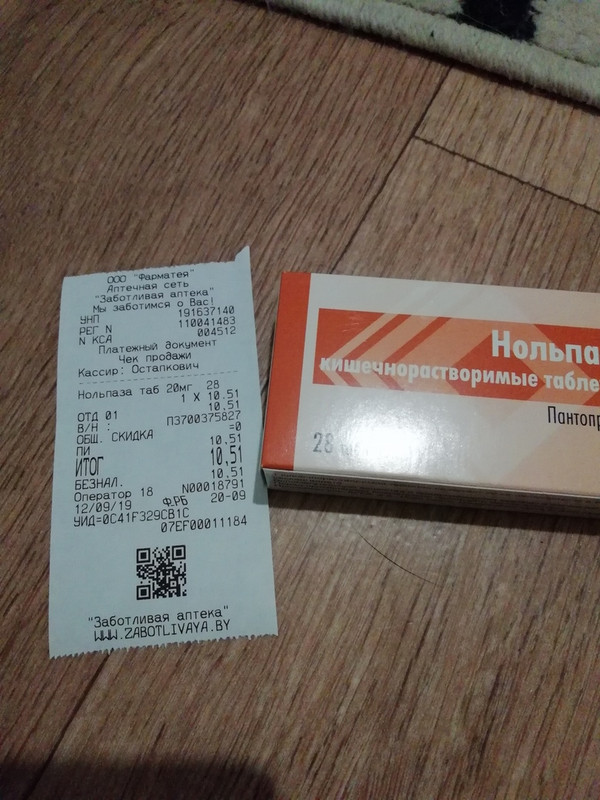 ООО "Фарматея"
Аптечная сеть
"Заботливая аптека"
Мы заботимся о Вас!
УНП 191637140
РЕГ N 110041483
N КСА 004512
Платежный документ
Чек продажи
Кассир: Остапкович
Нольпаза таб 20мг 28
1 X 10.51
10.51
ОТД 01
В/Н : П3700375827
ОБЩ. СКИДКА =0
ПИ 10.51
ИТОГ 10,51
БЕЗНАЛ. 10.51
Оператор 18 N00018791
12/09/19 Ф.РБ 20-09
УИД=0C41F329CB1C
07EF00011184
"Заботливая аптека"
WWW.ZABOTLIVAYA.BY
Нольпа
кишечнорастворимые табле
Пантопр
28